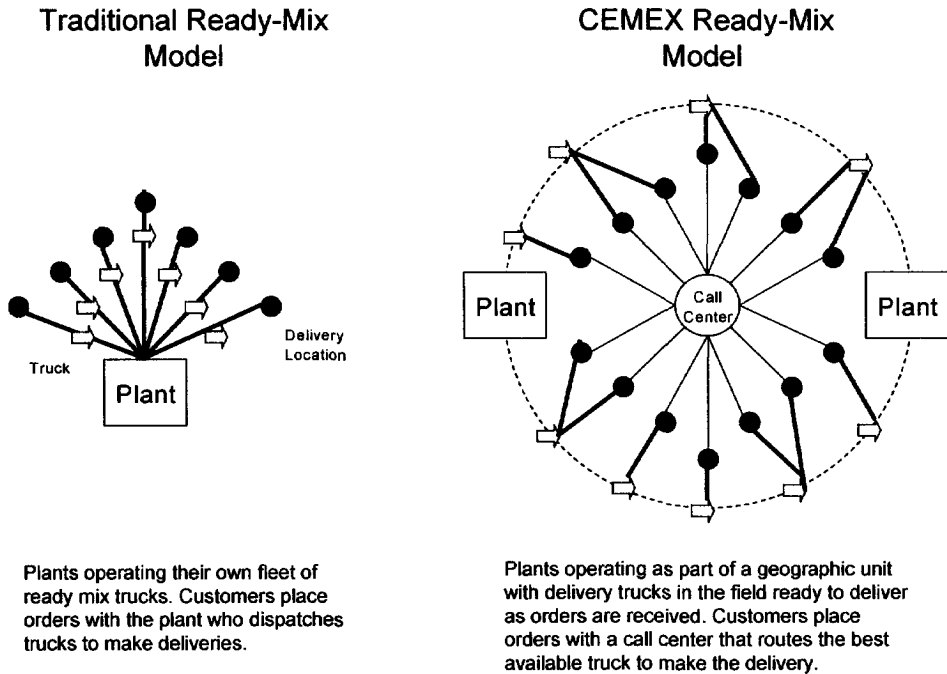 Traditional Ready-Mix
Model
CEMEX Ready-Mix
Model
Truck
Delivery
Location
Plant
Plant
Call
Center
Plant
Plants operating their own fleet of
ready mix trucks. Customers place
orders with the plant who dispatches
trucks to make deliveries.
Plants operating as part of a geographic unit
with delivery trucks in the field ready to deliver
as orders are received. Customers place
orders with a call center that routes the best
available truck to make the delivery.